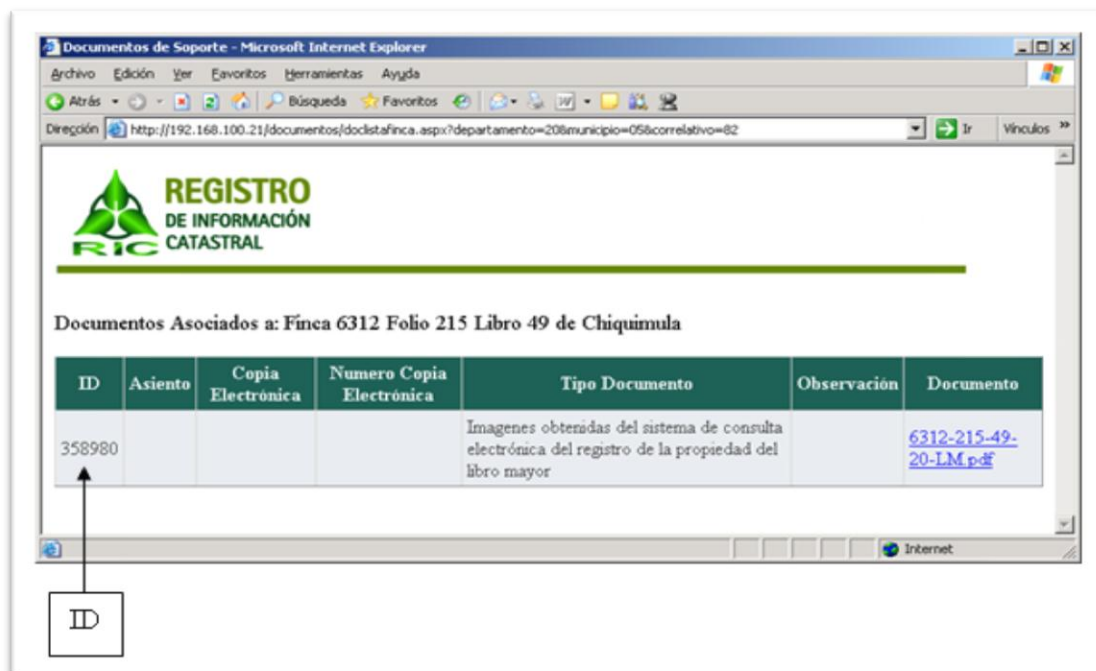 Documentos de Soporte - Microsoft Internet Explorer
Archivo Edición Ver Favoritos Herramientas Ayuda
Atrás Búsqueda Favoritos
Dirección http://192.168.100.21/documentos/doclistafinca.aspx?departamento=20&municipio=05&correlativo=82 Ir Vínculos »
REGISTRO
DE INFORMACIÓN
CATASTRAL
RIC
Documentos Asociados a: Finca 6312 Folio 215 Libro 49 de Chiquimula
ID Asiento Copia Electrónica Numero Copia Electrónica Tipo Documento Observación Documento
358980 Imagenes obtenidas del sistema de consulta
electrónica del registro de la propiedad del
libro mayor
6312-215-49-
20-LM.pdf
Internet
ID